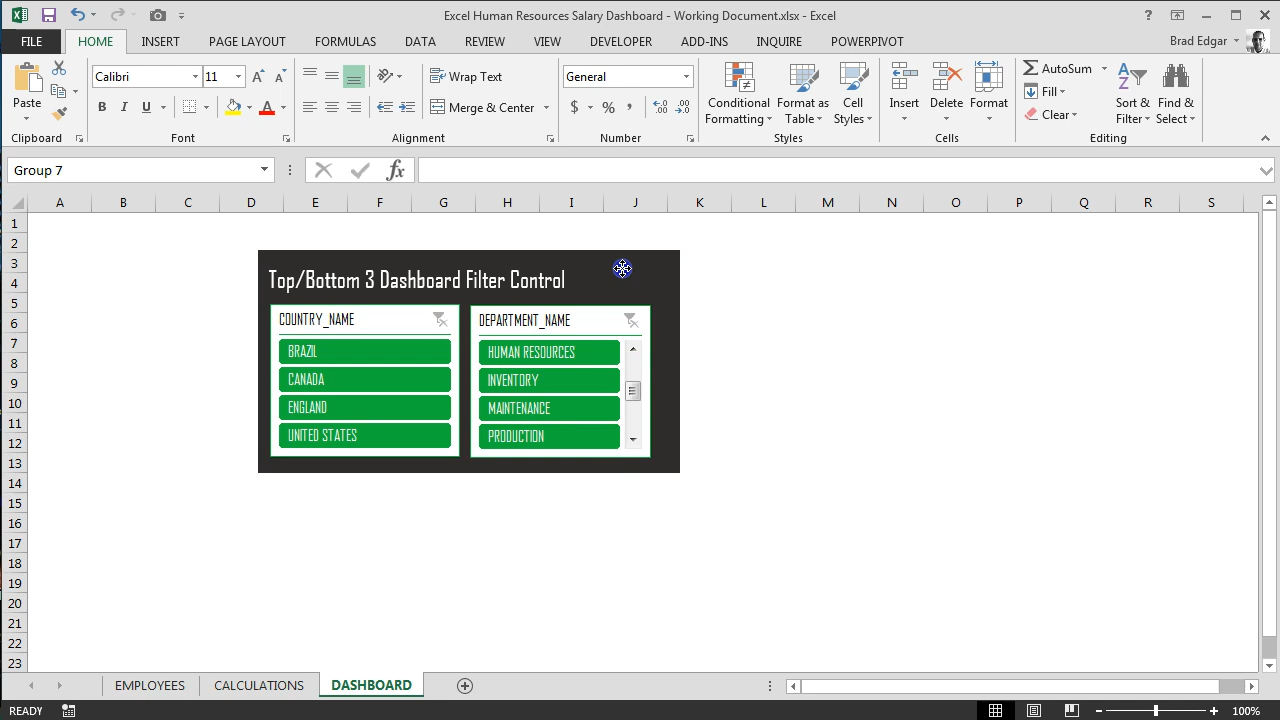 Excel Human Resources Salary Dashboard - Working Document.xlsx - Excel
?
FILE HOME INSERT PAGE LAYOUT FORMULAS DATA REVIEW VIEW DEVELOPER ADD-INS INQUIRE POWERPIVOT Brad Edgar
Paste
Calibri 11
B I U A
Wrap Text
Merge & Center
General
$ % ,
Conditional Formatting
Format as Table
Cell Styles
Insert Delete Format
AutoSum
Fill
Clear
Sort & Filter
Find & Select
Clipboard Font Alignment Number Styles Cells Editing
Group 7 fx
A B C D E F G H I J K L M N O P Q R S
1
2
3
4
5
6
7
8
9
10
11
12
13
14
15
16
17
18
19
20
21
22
23
Top/Bottom 3 Dashboard Filter Control
COUNTRY_NAME
BRAZIL
CANADA
ENGLAND
UNITED STATES
DEPARTMENT_NAME
HUMAN RESOURCES
INVENTORY
MAINTENANCE
PRODUCTION
EMPLOYEES CALCULATIONS DASHBOARD
READY 100%